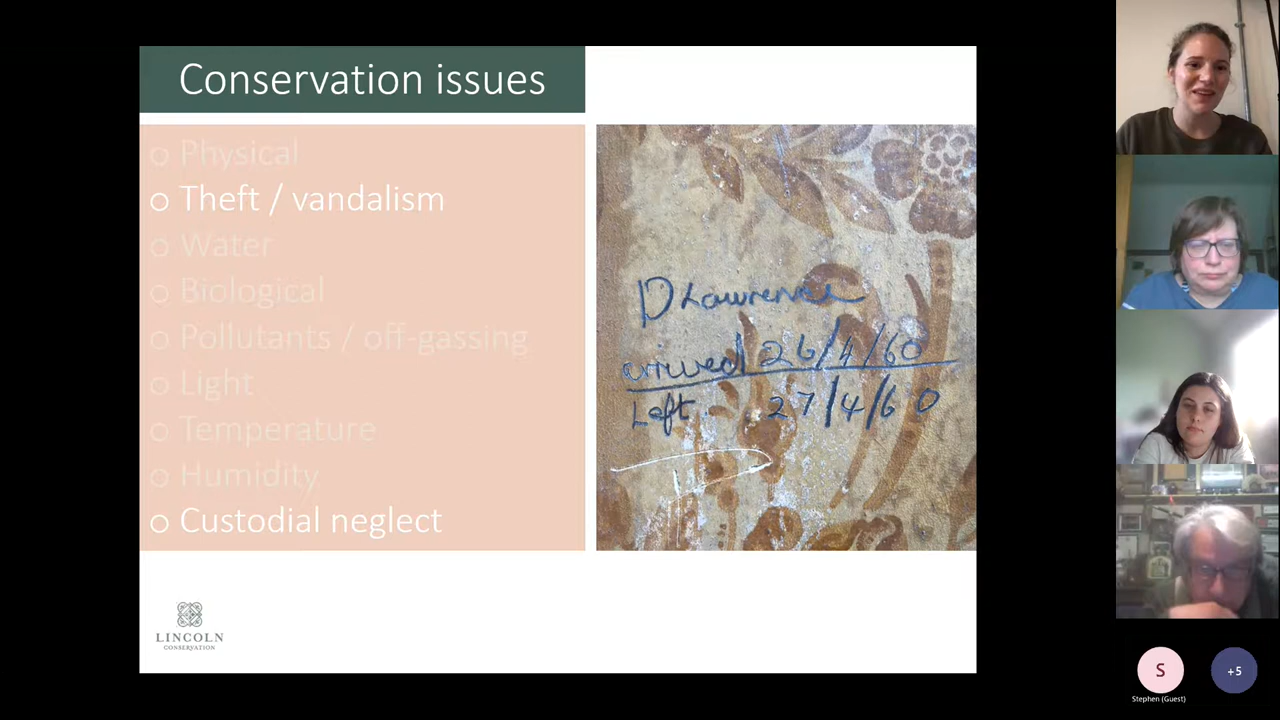 Conservation issues
Physical
Theft / vandalism
Water
Biological
Pollutants / off-gassing
Light
Temperature
Humidity
Custodial neglect
D Lawrence
arrived 26/4/60
Left 27/4/60
LINCOLN
CONSERVATION
S
+5
Stephen (Guest)